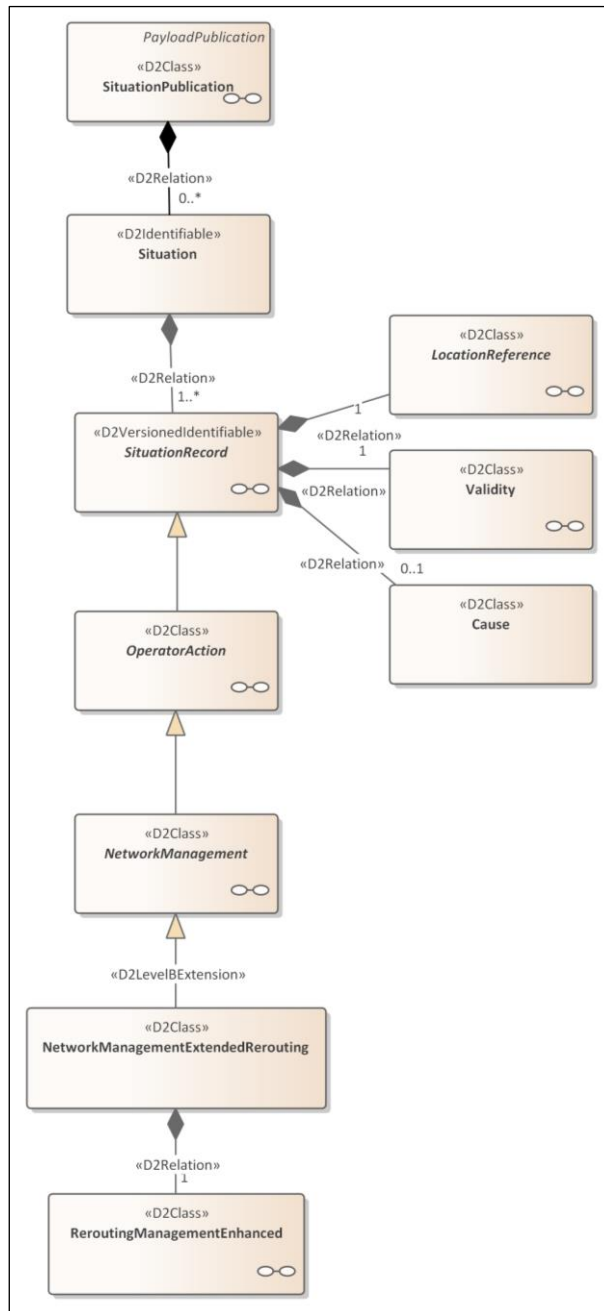 PayloadPublication
«D2Class»
SituationPublication
«D2Relation»
0..*
«D2Identifiable»
Situation
«D2Relation»
1..*
«D2VersionedIdentifiable»
SituationRecord
«D2Class»
LocationReference
1
«D2Relation»
1
«D2Class»
Validity
«D2Relation»
«D2Relation»
0..1
«D2Class»
Cause
«D2Class»
OperatorAction
«D2Class»
NetworkManagement
«D2LevelBExtension»
«D2Class»
NetworkManagementExtendedRerouting
«D2Relation»
1
«D2Class»
ReroutingManagementEnhanced